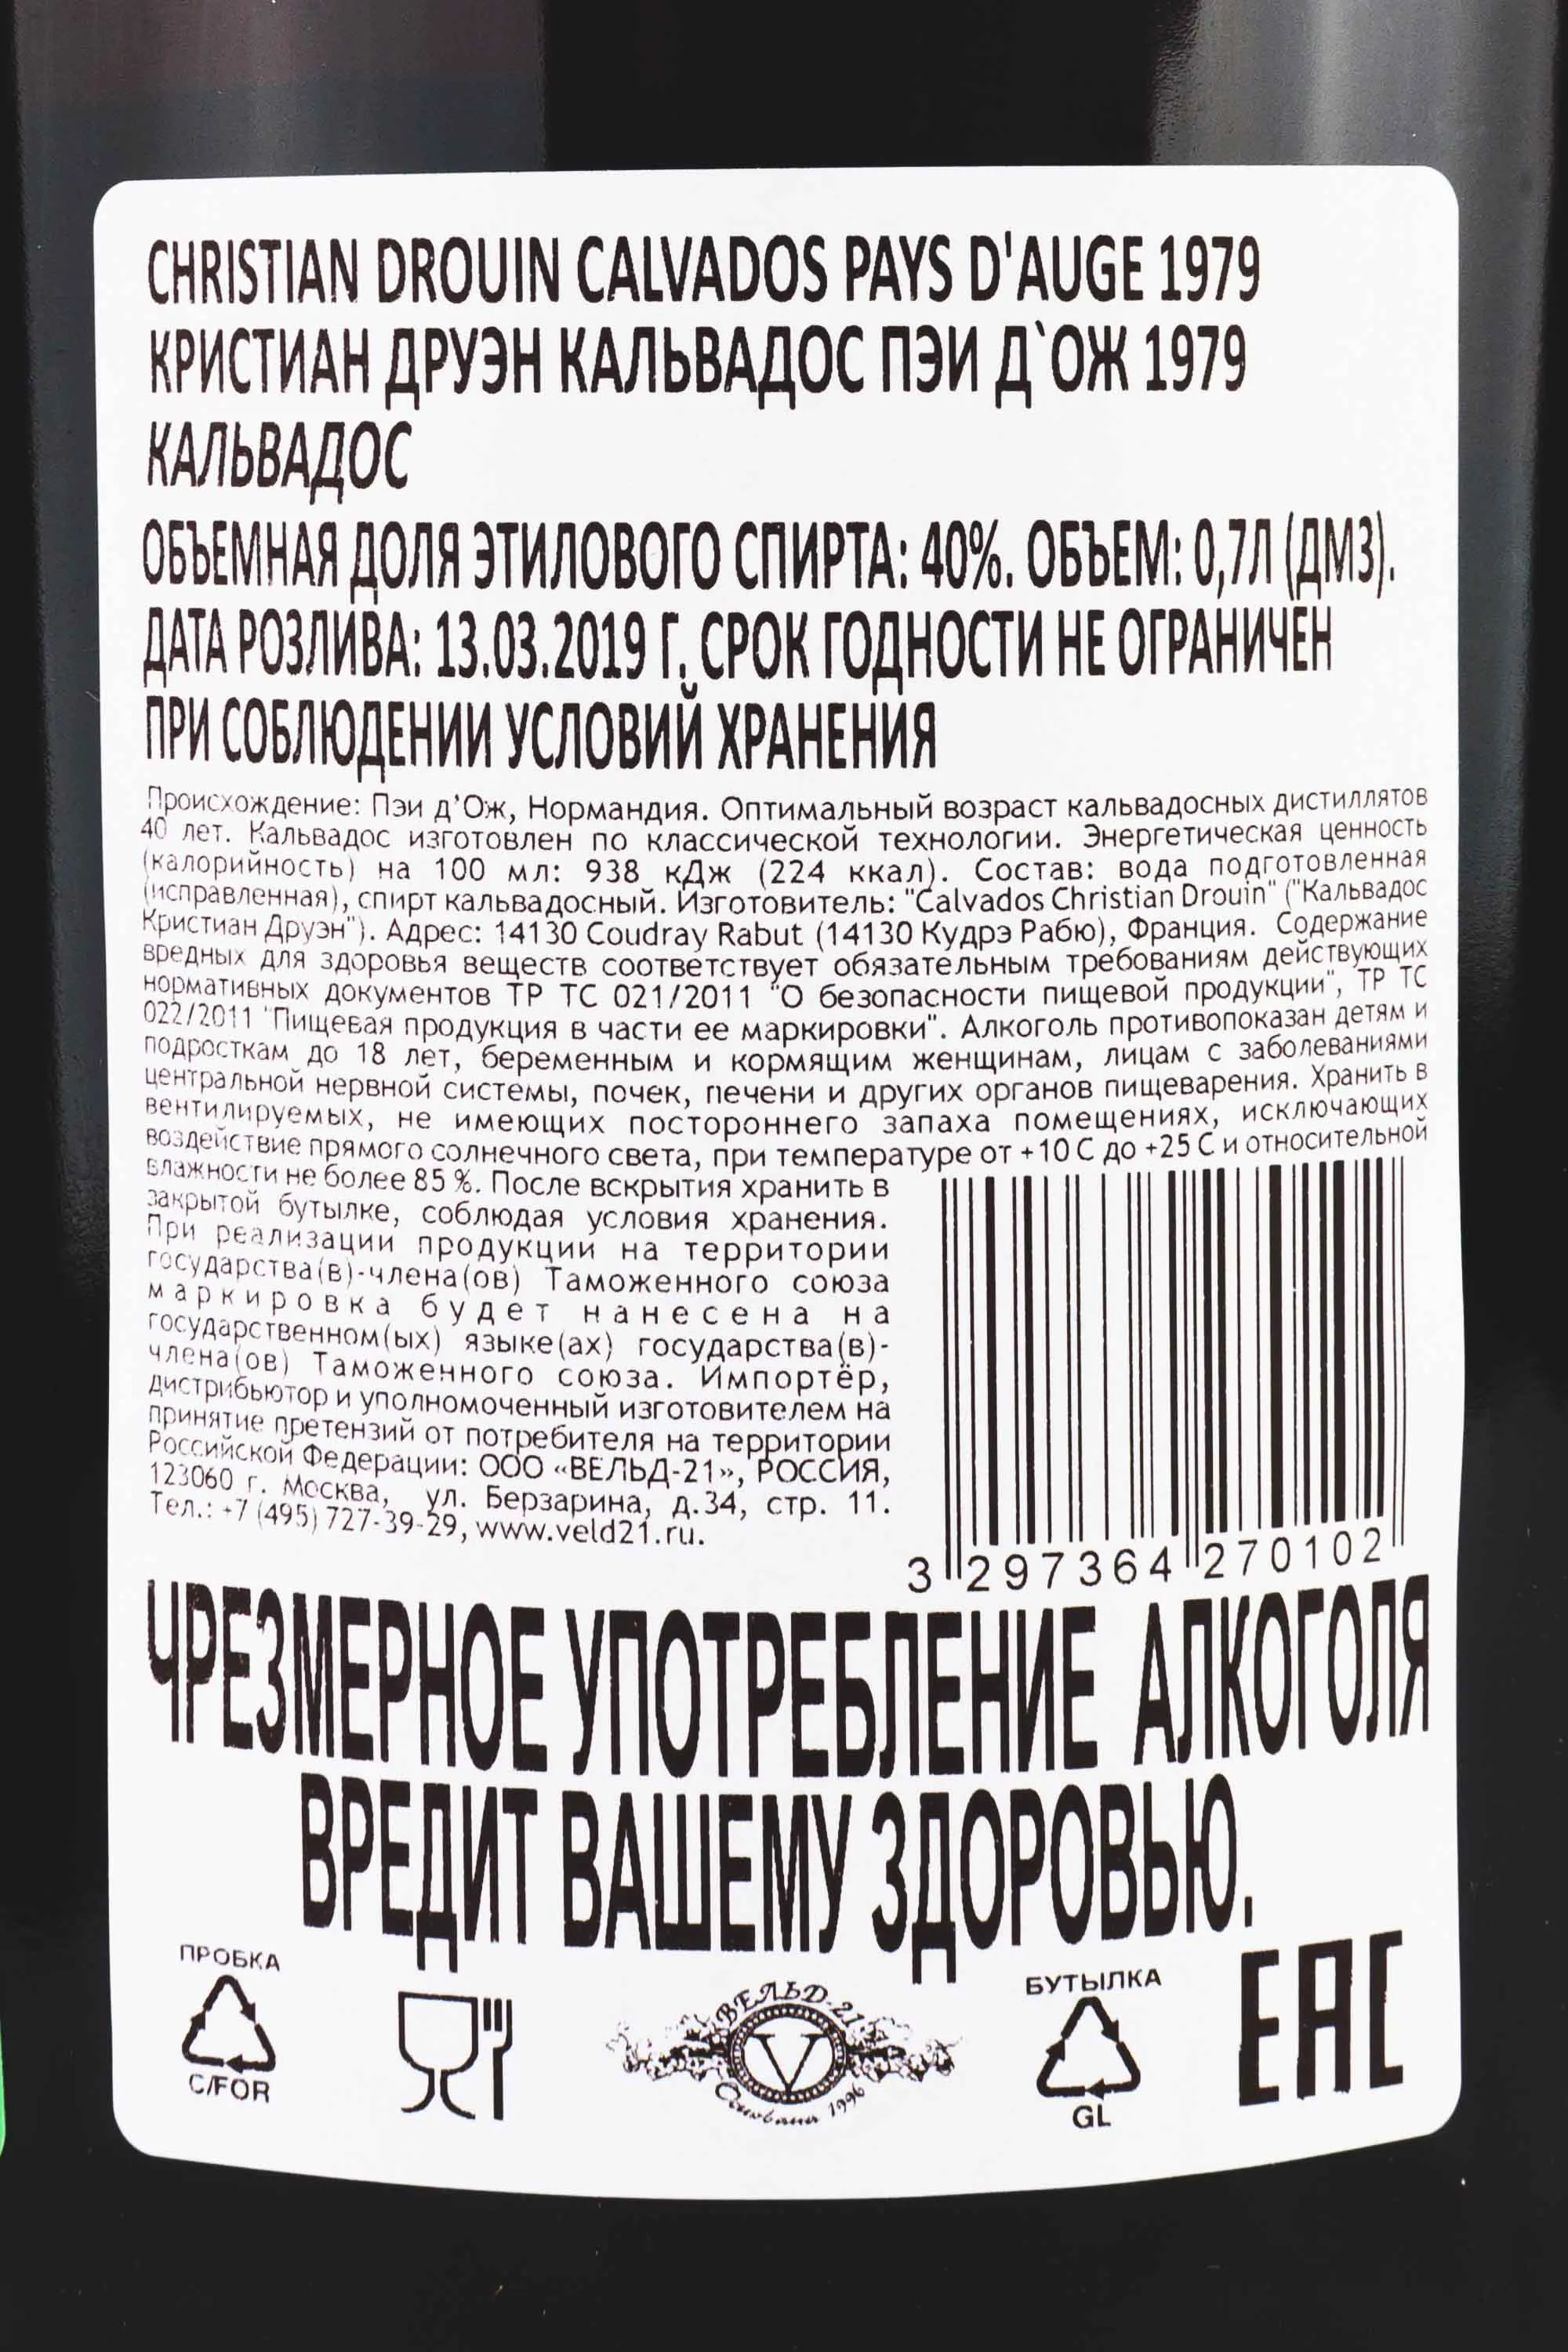 CHRISTIAN DROUIN CALVADOS PAYS D'AUGE 1979
КРИСТИАН ДРУЭН КАЛЬВАДОС ПЭИ Д`ОЖ 1979
КАЛЬВАДОС
ОБЪЕМНАЯ ДОЛЯ ЭТИЛОВОГО СПИРТА: 40%. ОБЪЕМ: 0,7Л (ДМ3).
ДАТА РОЗЛИВА: 13.03.2019 Г. СРОК ГОДНОСТИ НЕ ОГРАНИЧЕН
ПРИ СОБЛЮДЕНИИ УСЛОВИЙ ХРАНЕНИЯ
Происхождение: Пэи д'Ож, Нормандия. Оптимальный возраст кальвадосных дистиллятов
40 лет. Кальвадос изготовлен по классической технологии. Энергетическая ценность
(калорийность) на 100 мл: 938 кДж (224 ккал). Состав: вода подготовленная
(исправленная), спирт кальвадосный. Изготовитель: "Calvados Christian Drouin" ("Кальвадос
Кристиан Друэн"). Адрес: 14130 Coudray Rabut (14130 Кудрэ Рабю), Франция. Содержание
вредных для здоровья веществ соответствует обязательным требованиям действующих
нормативных документов ТР ТС 021/2011 "О безопасности пищевой продукции", ТР ТС
022/2011 "Пищевая продукция в части ее маркировки". Алкоголь противопоказан детям и
подросткам до 18 лет, беременным и кормящим женщинам, лицам с заболеваниями
центральной нервной системы, почек, печени и других органов пищеварения. Хранить в
вентилируемых, не имеющих постороннего запаха помещениях, исключающих
воздействие прямого солнечного света, при температуре от +10 С до +25 С и относительной
влажности не более 85 %. После вскрытия хранить в
закрытой бутылке, соблюдая условия хранения.
При реализации продукции на территории
государства(в)-члена(ов) Таможенного союза
маркировка будет нанесена на
государственном(ых) языке(ах) государства(в)-
члена(ов) Таможенного союза. Импортёр,
дистрибьютор и уполномоченный изготовителем на
принятие претензий от потребителя на территории
Российской Федерации: ООО «ВЕЛЬД-21», РОССИЯ,
123060 г. Москва, ул. Берзарина, д.34, стр. 11.
Тел.: +7 (495) 727-39-29, www.veld21.ru.
3 297364 270102
ЧРЕЗМЕРНОЕ УПОТРЕБЛЕНИЕ АЛКОГОЛЯ
ВРЕДИТ ВАШЕМУ ЗДОРОВЬЮ.
ПРОБКА
C/FOR
ВЕЛЬД-21
V
Основана 1996
БУТЫЛКА
GL
EAC